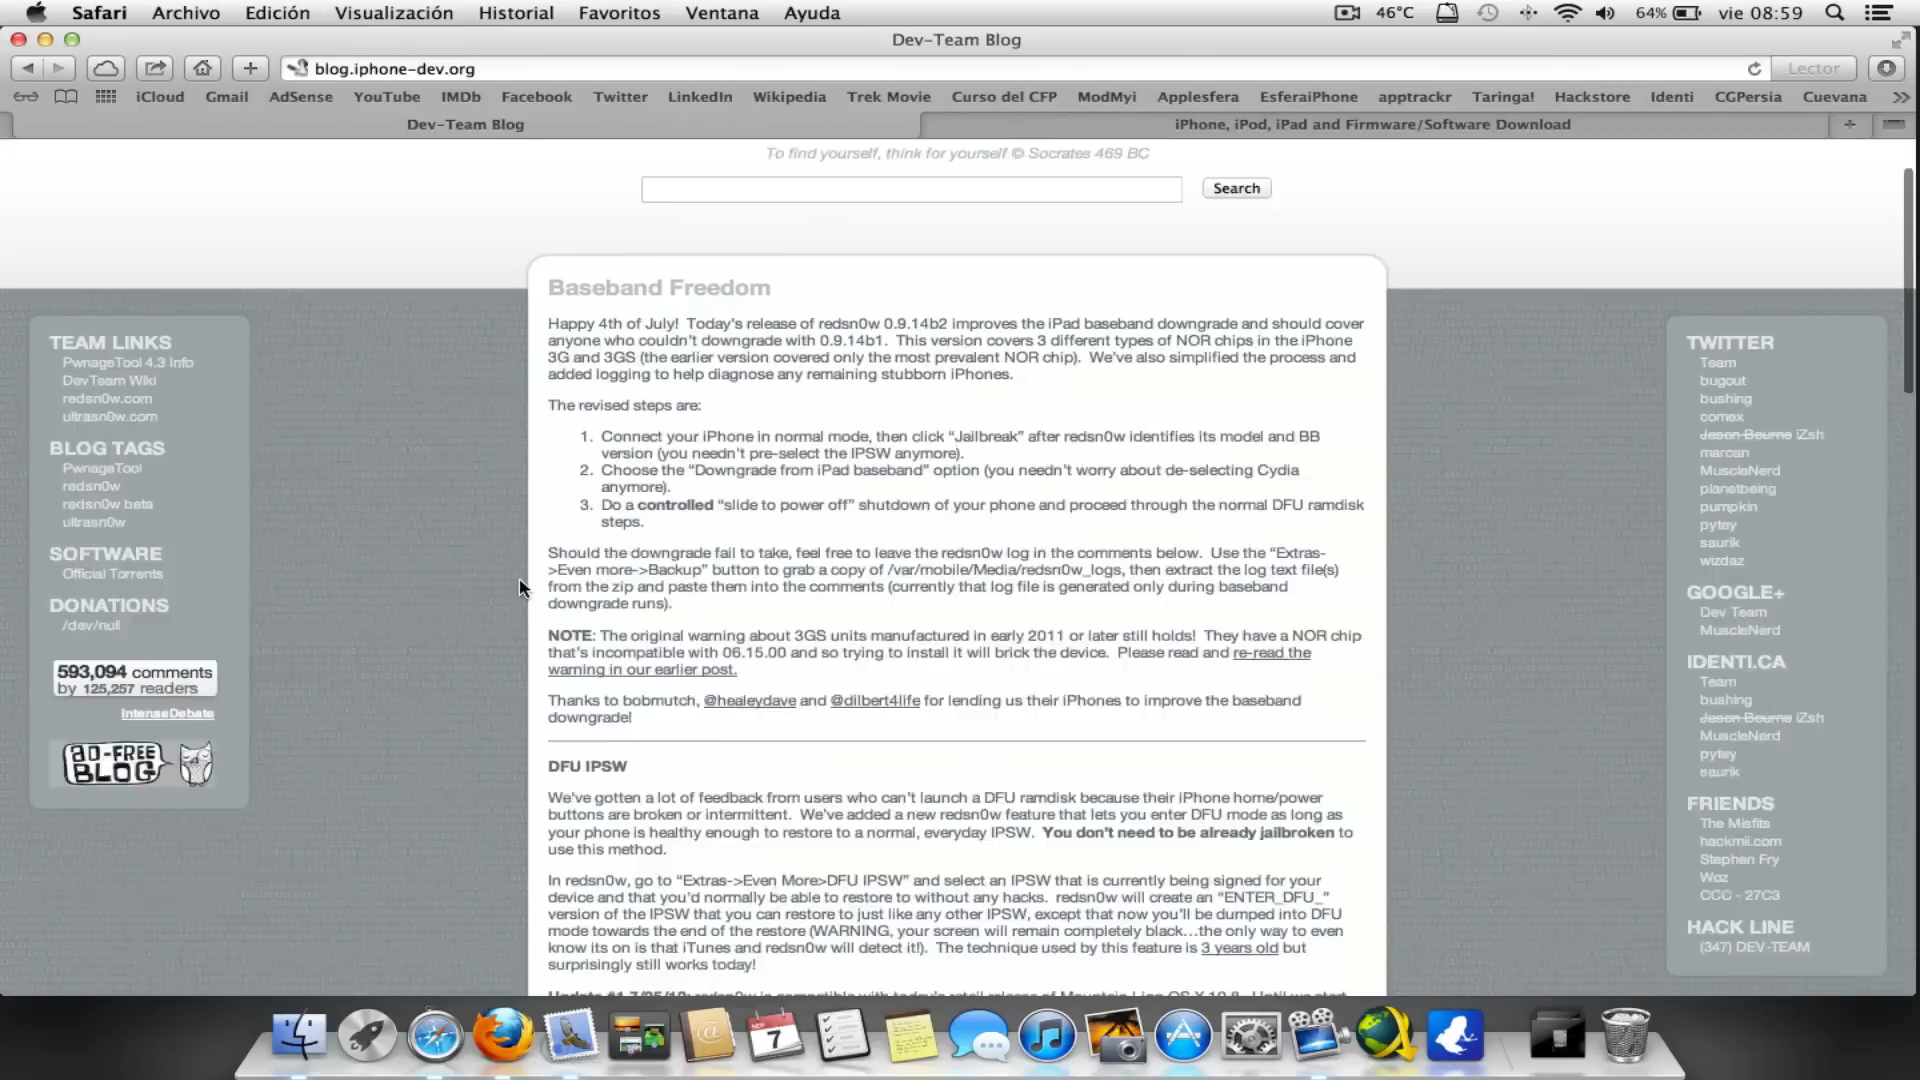 Safari Archivo Edición Visualización Historial Favoritos Ventana Ayuda 46°C 64% vie 08:59
Dev-Team Blog
blog.iphone-dev.org Lector
iCloud Gmail AdSense YouTube IMDb Facebook Twitter LinkedIn Wikipedia Trek Movie Curso del CFP ModMyi Applesfera EsferaiPhone apptrackr Taringa! Hackstore Identi CGPersia Cuevana
Dev-Team Blog iPhone, iPod, iPad and Firmware/Software Download
To find yourself, think for yourself © Socrates 469 BC
Search
TEAM LINKS
PwnageTool 4.3 Info
DevTeam Wiki
redsn0w.com
ultrasn0w.com
BLOG TAGS
PwnageTool
redsn0w
redsn0w beta
ultrasn0w
SOFTWARE
Official Torrents
DONATIONS
/dev/null
593,094 comments
by 125,257 readers
IntenseDebate
AD-FREE
BLOG
Baseband Freedom
Happy 4th of July! Today's release of redsn0w 0.9.14b2 improves the iPad baseband downgrade and should cover
anyone who couldn't downgrade with 0.9.14b1. This version covers 3 different types of NOR chips in the iPhone
3G and 3GS (the earlier version covered only the most prevalent NOR chip). We've also simplified the process and
added logging to help diagnose any remaining stubborn iPhones.
The revised steps are:
1. Connect your iPhone in normal mode, then click “Jailbreak” after redsn0w identifies its model and BB
version (you needn't pre-select the IPSW anymore).
2. Choose the “Downgrade from iPad baseband” option (you needn't worry about de-selecting Cydia
anymore).
3. Do a controlled “slide to power off” shutdown of your phone and proceed through the normal DFU ramdisk
steps.
Should the downgrade fail to take, feel free to leave the redsn0w log in the comments below. Use the “Extras-
>Even more->Backup” button to grab a copy of /var/mobile/Media/redsn0w_logs, then extract the log text file(s)
from the zip and paste them into the comments (currently that log file is generated only during baseband
downgrade runs).
NOTE: The original warning about 3GS units manufactured in early 2011 or later still holds! They have a NOR chip
that's incompatible with 06.15.00 and so trying to install it will brick the device. Please read and re-read the
warning in our earlier post.
Thanks to bobmutch, @healeydave and @dilbert4life for lending us their iPhones to improve the baseband
downgrade!
DFU IPSW
We've gotten a lot of feedback from users who can't launch a DFU ramdisk because their iPhone home/power
buttons are broken or intermittent. We've added a new redsn0w feature that lets you enter DFU mode as long as
your phone is healthy enough to restore to a normal, everyday IPSW. You don't need to be already jailbroken to
use this method.
In redsn0w, go to “Extras->Even More>DFU IPSW” and select an IPSW that is currently being signed for your
device and that you'd normally be able to restore to without any hacks. redsn0w will create an “ENTER_DFU_”
version of the IPSW that you can restore to just like any other IPSW, except that now you'll be dumped into DFU
mode towards the end of the restore (WARNING, your screen will remain completely black…the only way to even
know its on is that iTunes and redsn0w will detect it!). The technique used by this feature is 3 years old but
surprisingly still works today!
Update #1 7/25/12: redsn0w is compatible with today's retail release of Mountain Lion OS X 10.8. Until we start
TWITTER
Team
bugout
bushing
comex
Jason Bourne iZsh
marcan
MuscleNerd
planetbeing
pumpkin
pytey
saurik
wizdaz
GOOGLE+
Dev Team
MuscleNerd
IDENTI.CA
Team
bushing
Jason Bourne iZsh
MuscleNerd
pytey
saurik
FRIENDS
The Misfits
hackmii.com
Stephen Fry
Woz
CCC - 27C3
HACK LINE
(347) DEV-TEAM
7